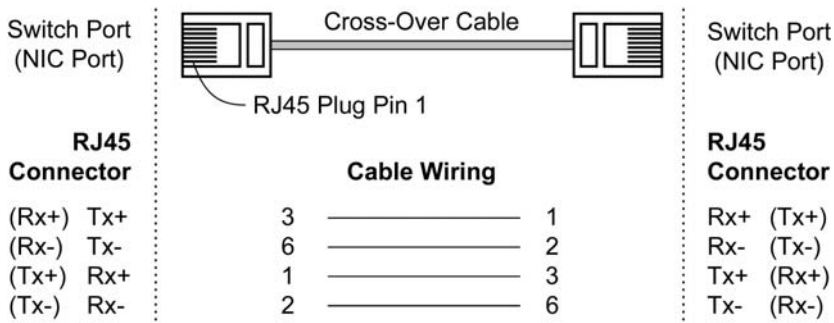 Switch Port
(NIC Port)
Cross-Over Cable
Switch Port
(NIC Port)
RJ45 Plug Pin 1
RJ45
Connector
Cable Wiring
RJ45
Connector
(Rx+) Tx+ 3 1 Rx+ (Tx+)
(Rx-) Tx- 6 2 Rx- (Tx-)
(Tx+) Rx+ 1 3 Tx+ (Rx+)
(Tx-) Rx- 2 6 Tx- (Rx-)